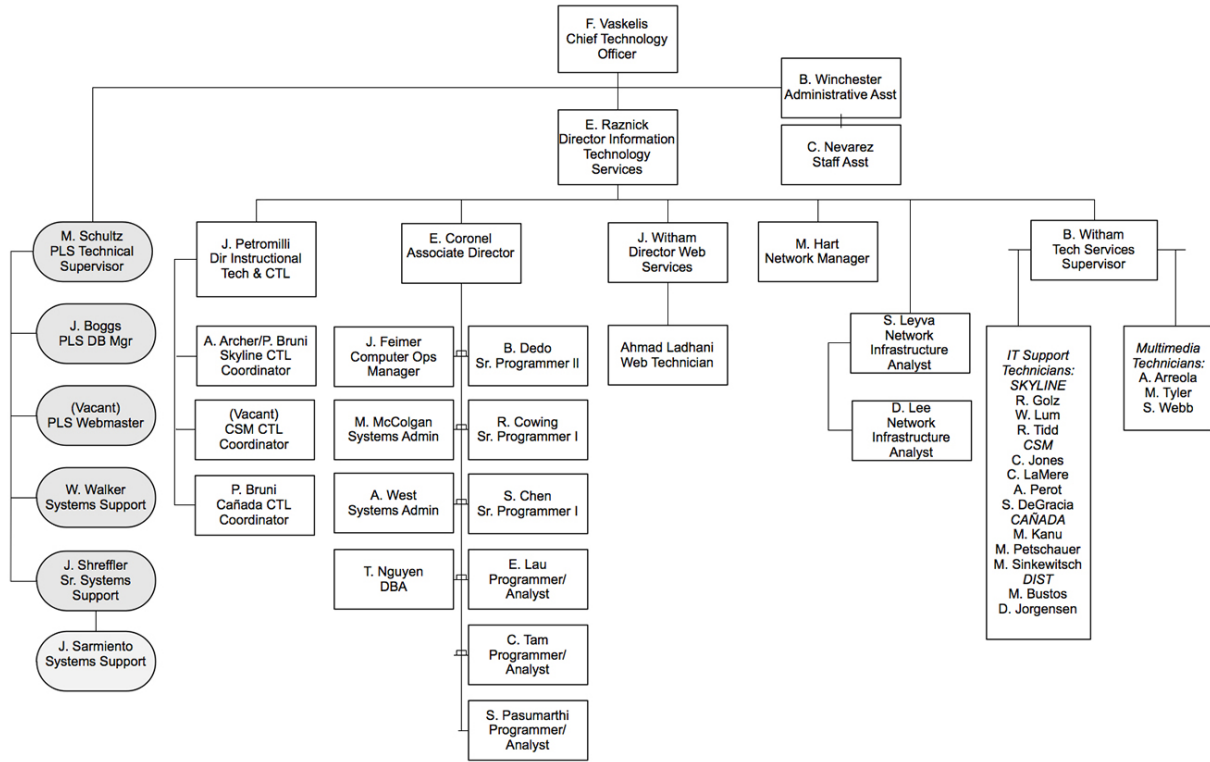 F. Vaskelis
Chief Technology
Officer
B. Winchester
Administrative Asst
C. Nevarez
Staff Asst
E. Raznick
Director Information
Technology
Services
M. Schultz
PLS Technical
Supervisor
J. Boggs
PLS DB Mgr
(Vacant)
PLS Webmaster
W. Walker
Systems Support
J. Shreffler
Sr. Systems
Support
J. Sarmiento
Systems Support
J. Petromilli
Dir Instructional
Tech & CTL
A. Archer/P. Bruni
Skyline CTL
Coordinator
(Vacant)
CSM CTL
Coordinator
P. Bruni
Cañada CTL
Coordinator
E. Coronel
Associate Director
J. Feimer
Computer Ops
Manager
M. McColgan
Systems Admin
A. West
Systems Admin
T. Nguyen
DBA
B. Dedo
Sr. Programmer II
R. Cowing
Sr. Programmer I
S. Chen
Sr. Programmer I
E. Lau
Programmer/
Analyst
C. Tam
Programmer/
Analyst
S. Pasumarthi
Programmer/
Analyst
J. Witham
Director Web
Services
Ahmad Ladhani
Web Technician
M. Hart
Network Manager
S. Leyva
Network
Infrastructure
Analyst
D. Lee
Network
Infrastructure
Analyst
B. Witham
Tech Services
Supervisor
IT Support
Technicians:
SKYLINE
R. Golz
W. Lum
R. Tidd
CSM
C. Jones
C. LaMere
A. Perot
S. DeGracia
CAÑADA
M. Kanu
M. Petschauer
M. Sinkewitsch
DIST
M. Bustos
D. Jorgensen
Multimedia
Technicians:
A. Arreola
M. Tyler
S. Webb